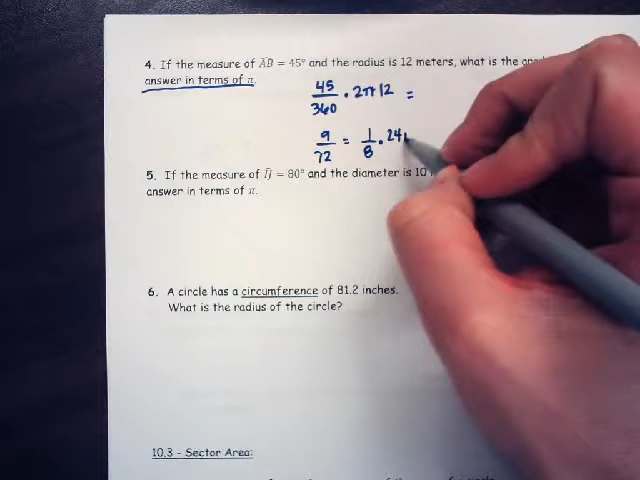 4. If the measure of AB = 45° and the radius is 12 meters, what is the
answer in terms of π.
45/360 • 2π12 =
9/72 = 1/8 • 24
5. If the measure of IJ = 80° and the diameter is 10
answer in terms of π.
6. A circle has a circumference of 81.2 inches.
What is the radius of the circle?
10.3 - Sector Area: